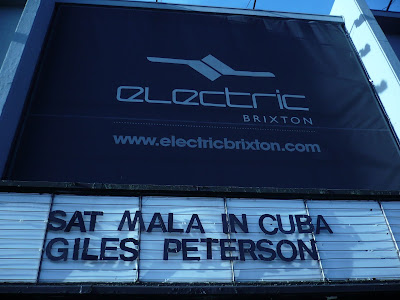 electric
BRIXTON
www.electricbrixton.com
SAT MALA IN CUBA
GILES PETERSON